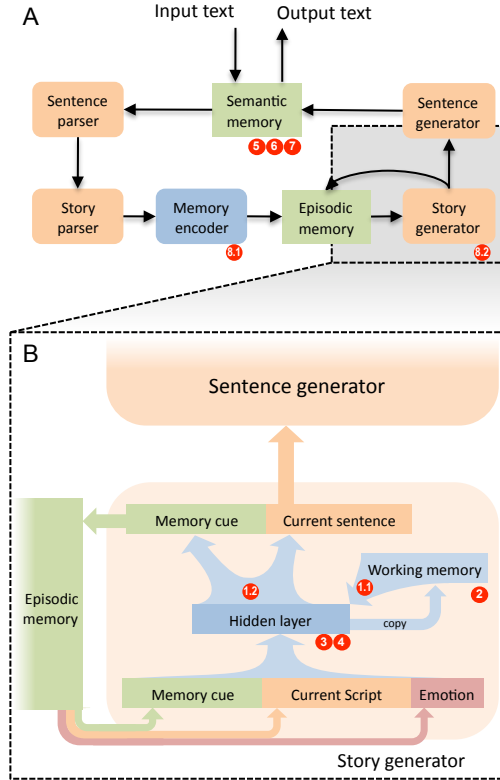 A
Input text
Output text
Sentence
parser
Semantic
memory
Sentence
generator
5 6 7
Story
parser
Memory
encoder
Episodic
memory
Story
generator
8.1
8.2
B
Sentence generator
Memory cue
Current sentence
Episodic
memory
Working memory
1.1
1.2
2
Hidden layer
copy
3 4
Memory cue
Current Script
Emotion
Story generator